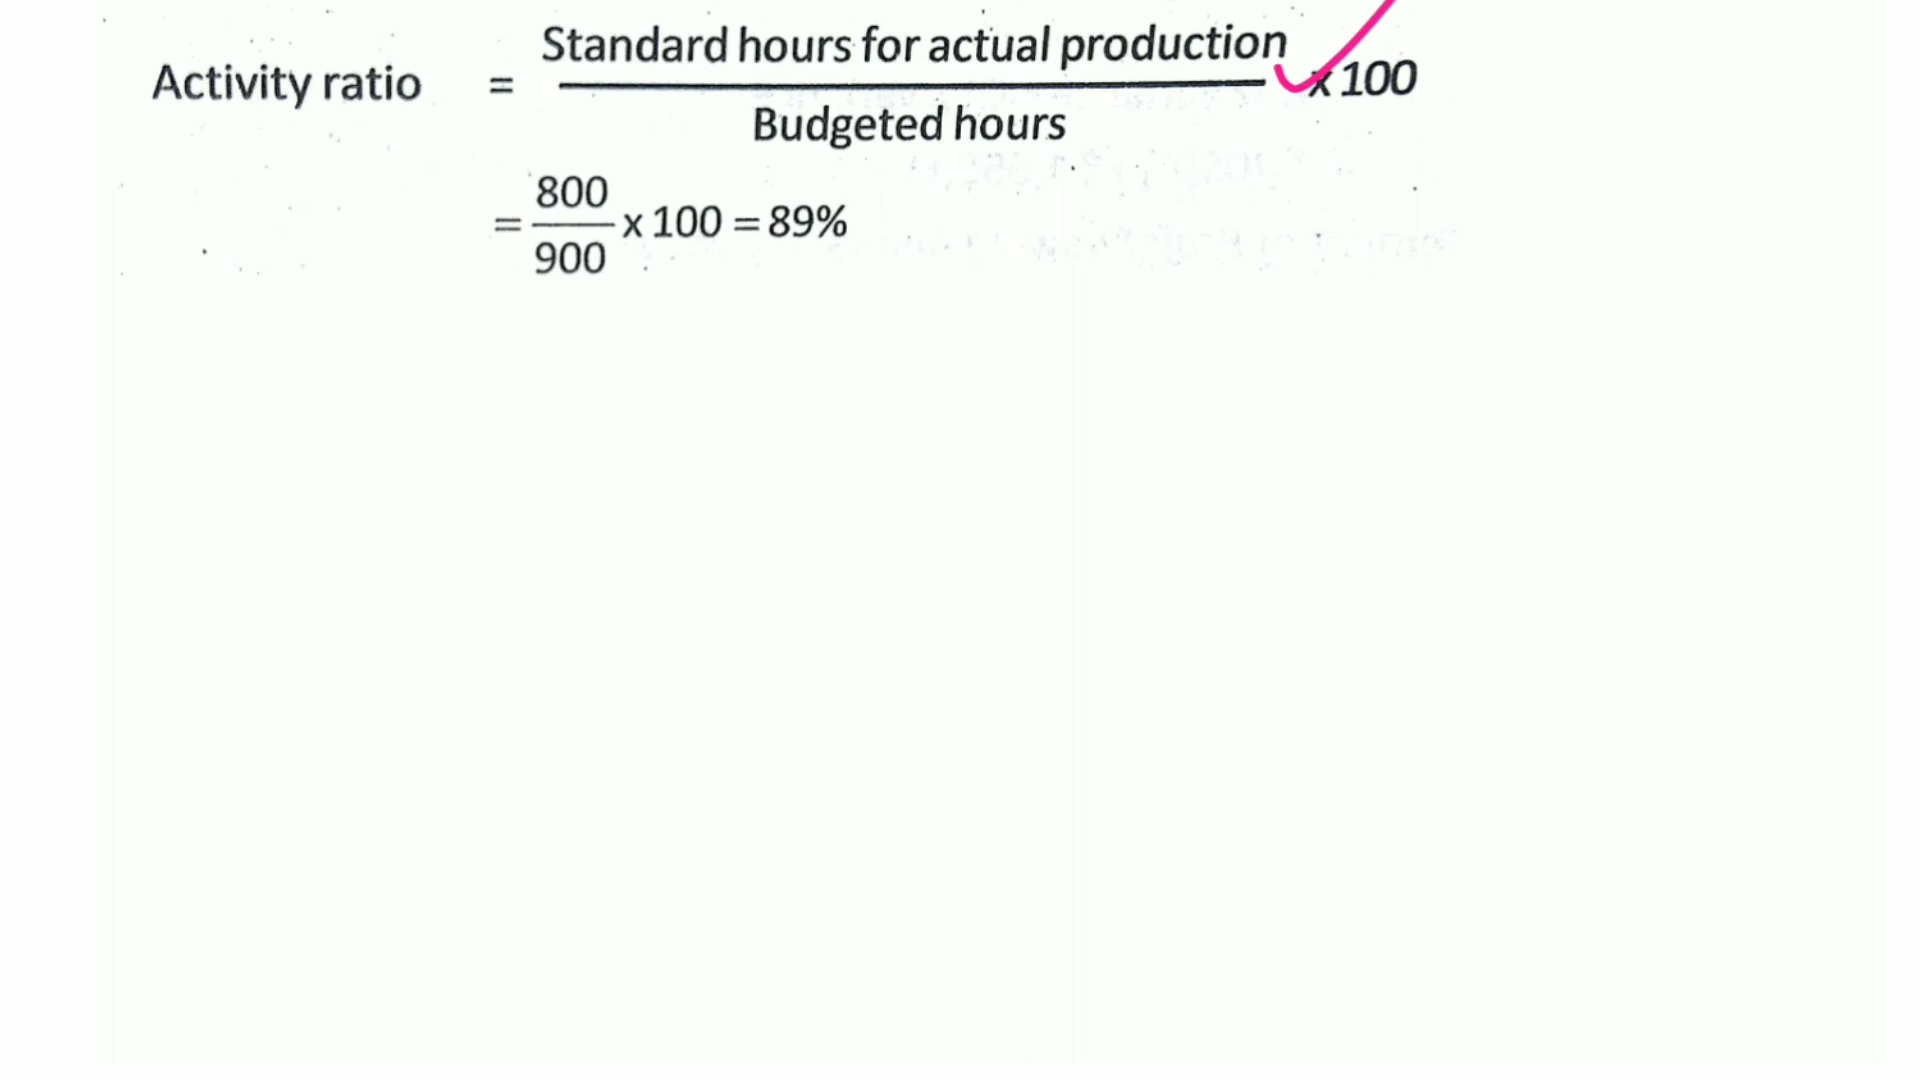 Standard hours for actual production
Activity ratio = x 100
Budgeted hours
800
= x 100 = 89%
900